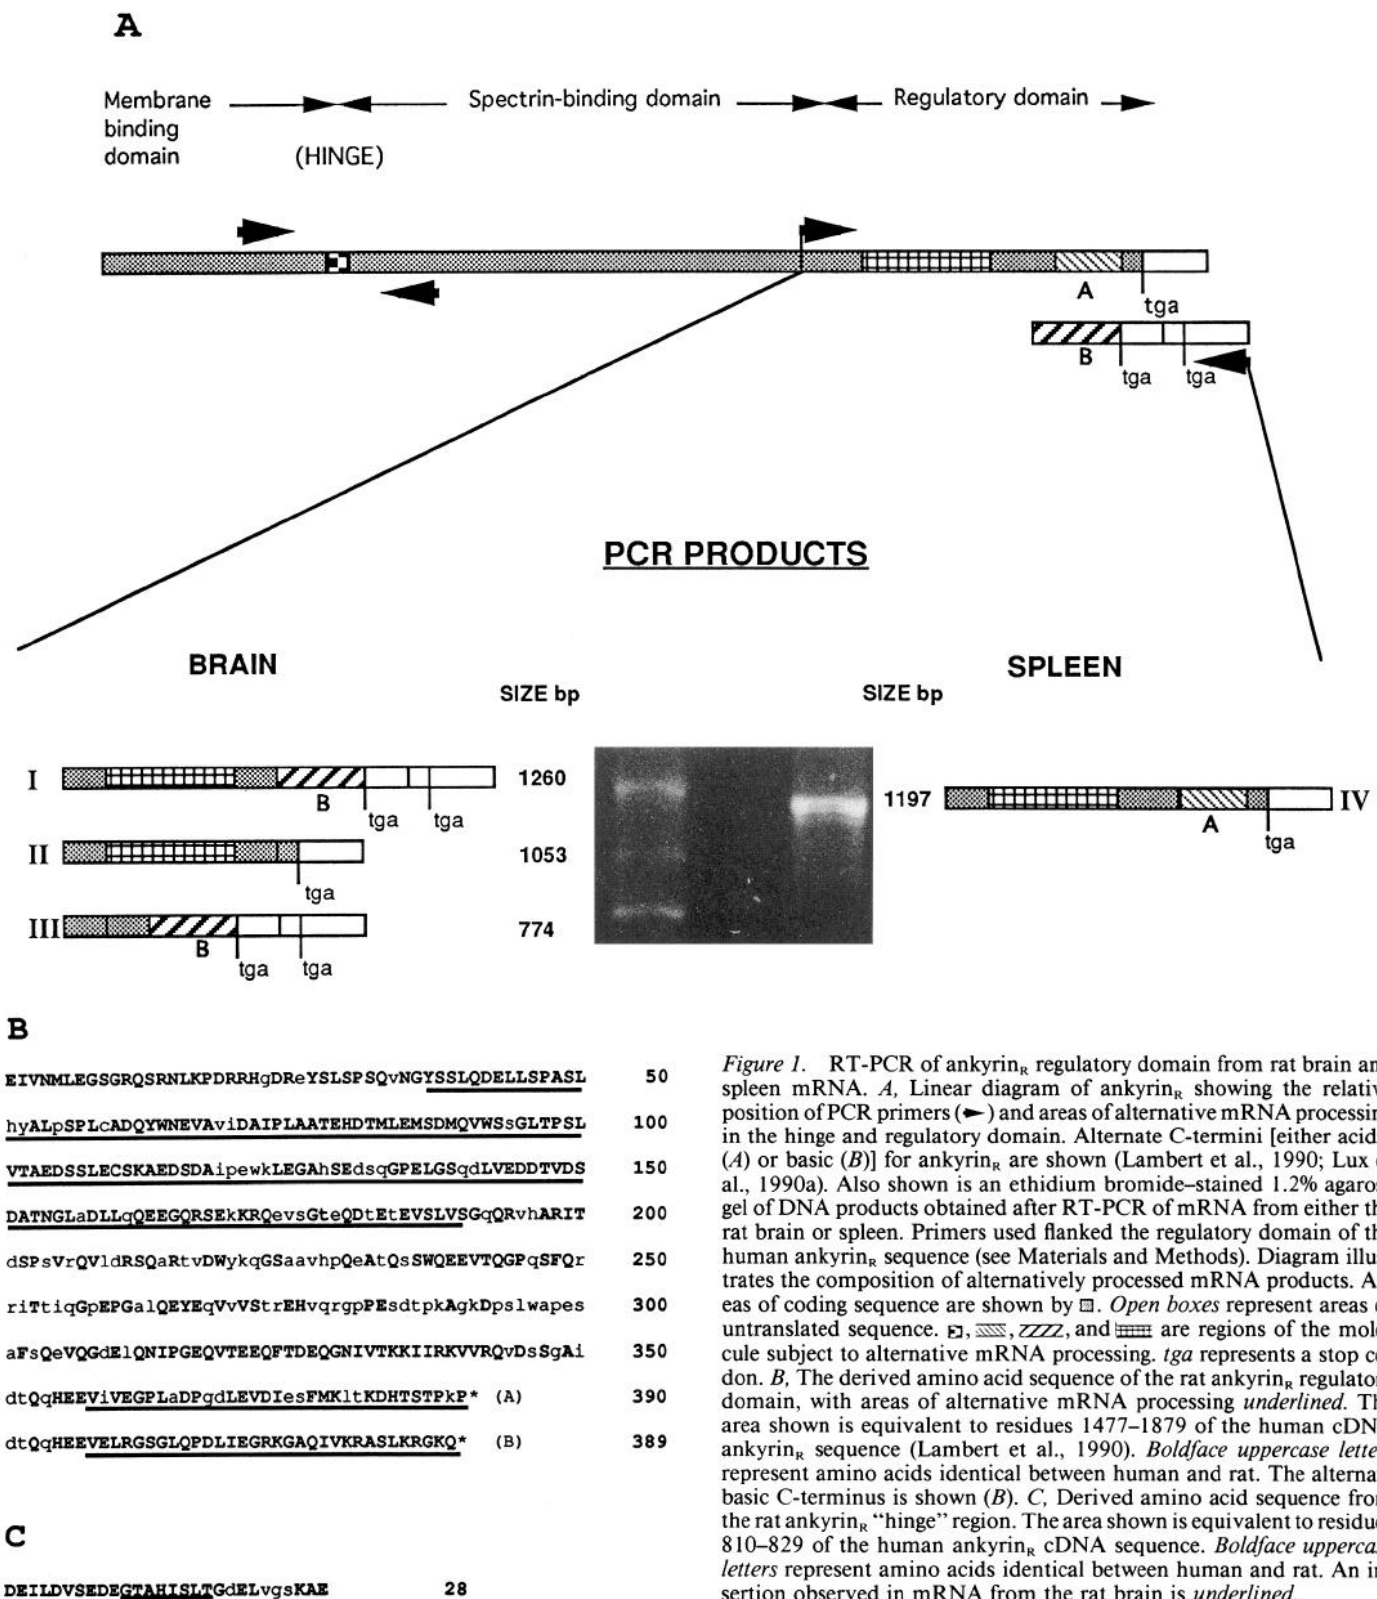 A
Membrane binding domain
Spectrin-binding domain
Regulatory domain
(HINGE)
A
tga
B
tga
tga
PCR PRODUCTS
BRAIN
SPLEEN
SIZE bp
SIZE bp
I
B
tga
tga
1260
II
tga
1053
III
B
tga
tga
774
1197
A
tga
IV
B
EIVNMLEGSGRQSRNLKPDRRHgDReYSLSPSQvNGYSSLQDELLSPASL 50
hyALpSPLcADQYWNEVAviDAIPLAATEHDTMLEMSDMQVWSsGLTPSL 100
VTAEDSSLECSKAEDSDAipewkLEGAhSEdsqGPELGSqdLVEDDTVDS 150
DATNGLaDLLqQEEGQRSEkKRQevsGteQDtEtEVSLVSGqQRvhARIT 200
dSPsVrQVldRSQaRtvDWykqGSaavhpQeAtQsSWQEEVTQGPqSFQr 250
riTtiqGpEPGalQEYEqVvVStrEHvqrgpPEsdtpkAgkDpslwapes 300
aFsQeVQGdElQNIPGEQVTEEQFTDEQGNIVTKKIIRKVVRQvDsSgAi 350
dtQqHEEViVEGPLaDPgdLEVDIesFMKltKDHTSTPkP* (A) 390
dtQqHEEVELRGSGLQPDLIEGRKGAQIVKRASLKRGKQ* (B) 389
C
DEILDVSEDEGTAHISLTGdELvgsKAE 28
Figure 1. RT-PCR of ankyrinR regulatory domain from rat brain an
spleen mRNA. A, Linear diagram of ankyrinR showing the relativ
position of PCR primers (➛) and areas of alternative mRNA processin
in the hinge and regulatory domain. Alternate C-termini [either acid
(A) or basic (B)] for ankyrinR are shown (Lambert et al., 1990; Lux
al., 1990a). Also shown is an ethidium bromide–stained 1.2% agaros
gel of DNA products obtained after RT-PCR of mRNA from either th
rat brain or spleen. Primers used flanked the regulatory domain of th
human ankyrinR sequence (see Materials and Methods). Diagram illu
trates the composition of alternatively processed mRNA products. A
eas of coding sequence are shown by ▩. Open boxes represent areas
untranslated sequence. , , , and are regions of the mol
cule subject to alternative mRNA processing. tga represents a stop c
don. B, The derived amino acid sequence of the rat ankyrinR regulator
domain, with areas of alternative mRNA processing underlined. Th
area shown is equivalent to residues 1477–1879 of the human cDN
ankyrinR sequence (Lambert et al., 1990). Boldface uppercase lette
represent amino acids identical between human and rat. The alterna
basic C-terminus is shown (B). C, Derived amino acid sequence fro
the rat ankyrinR “hinge” region. The area shown is equivalent to residu
810–829 of the human ankyrinR cDNA sequence. Boldface upperca
letters represent amino acids identical between human and rat. An i
sertion observed in mRNA from the rat brain is underlined.